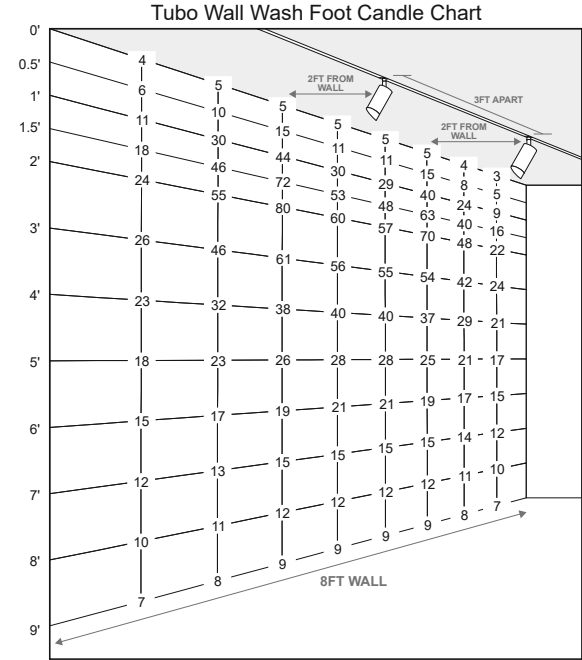 Tubo Wall Wash Foot Candle Chart
2FT FROM
WALL
3FT APART
2FT FROM
WALL
0' 4 5 5 5 5 5 4 3
0.5' 6 10 15 11 11 15 8 5
1' 11 30 44 30 29 40 24 9
1.5' 18 46 72 53 48 63 40 16
2' 24 55 80 60 57 70 48 22
3' 26 46 61 56 55 54 42 24
4' 23 32 38 40 40 37 29 21
5' 18 23 26 28 28 25 21 17
6' 15 17 19 21 21 19 17 15
7' 12 13 15 15 15 15 14 12
8' 10 11 12 12 12 12 11 10
9' 7 8 9 9 9 9 8 7
8FT WALL